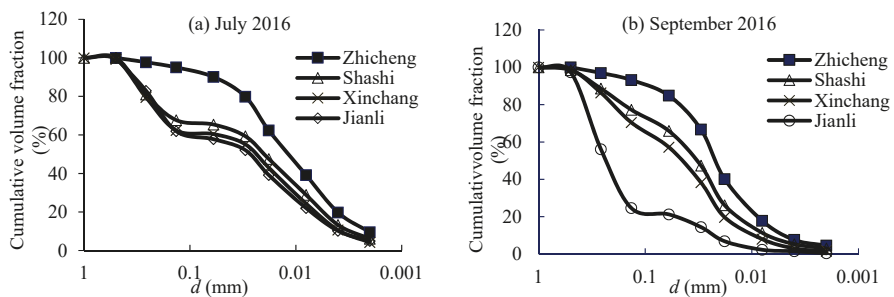 (a) July 2016
Cumulative volume fraction
(%)
120
100
80
60
40
20
0
Zhicheng
Shashi
Xinchang
Jianli
1
0.1
0.01
0.001
d (mm)
(b) September 2016
Cumulativvolume fraction
(%)
120
100
80
60
40
20
0
Zhicheng
Shashi
Xinchang
Jianli
1
0.1
0.01
0.001
d (mm)